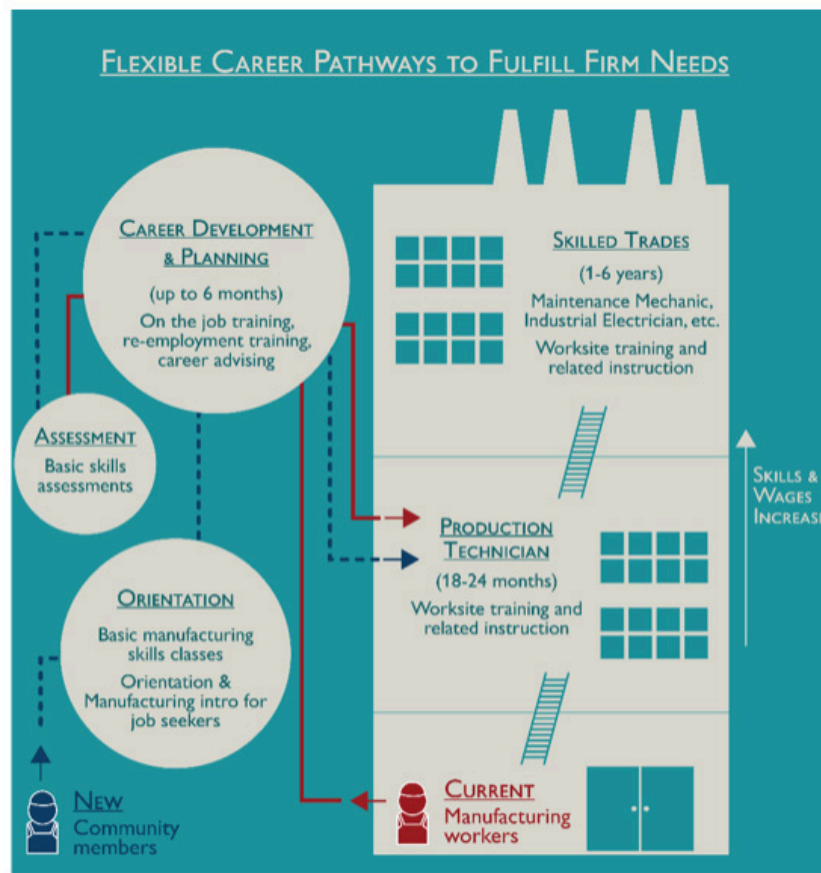 FLEXIBLE CAREER PATHWAYS TO FULFILL FIRM NEEDS
CAREER DEVELOPMENT
& PLANNING
(up to 6 months)
On the job training,
re-employment training,
career advising
ASSESSMENT
Basic skills
assessments
ORIENTATION
Basic manufacturing
skills classes
Orientation &
Manufacturing intro for
job seekers
NEW
Community
members
SKILLED TRADES
(1-6 years)
Maintenance Mechanic,
Industrial Electrician, etc.
Worksite training and
related instruction
PRODUCTION
TECHNICIAN
(18-24 months)
Worksite training and
related instruction
CURRENT
Manufacturing
workers
SKILLS &
WAGES
INCREASE